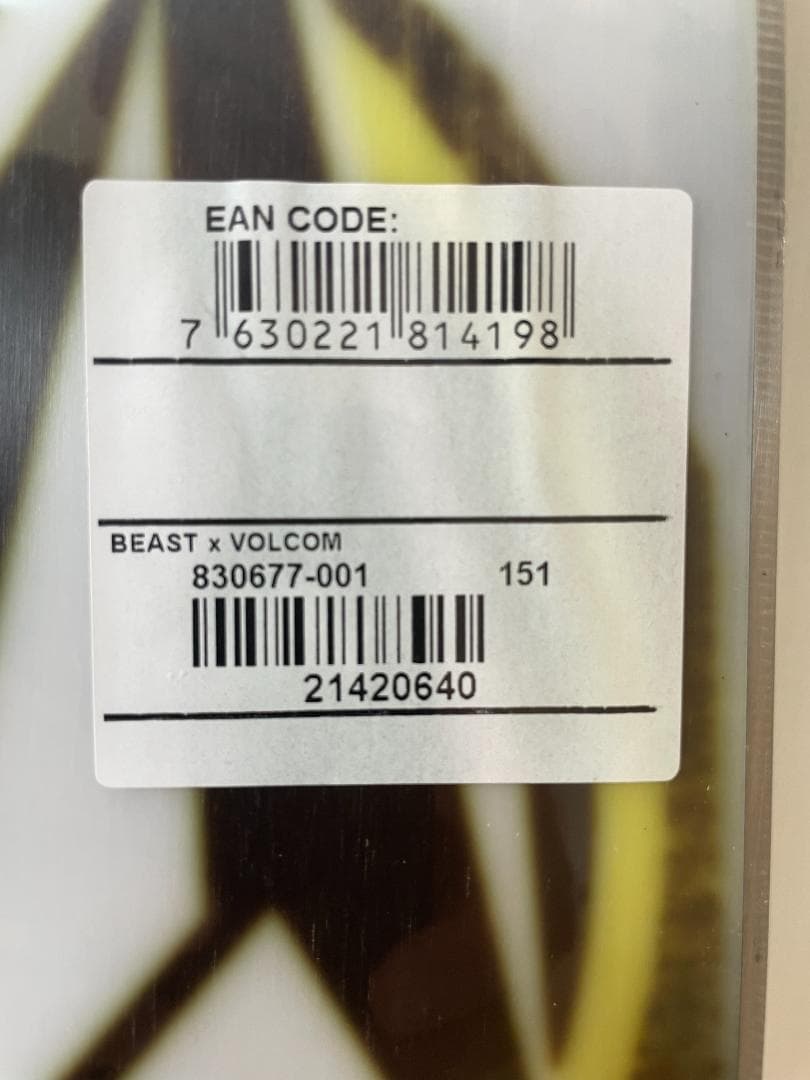 EAN CODE:
7 630221 814198
BEAST x VOLCOM
830677-001 151
21420640